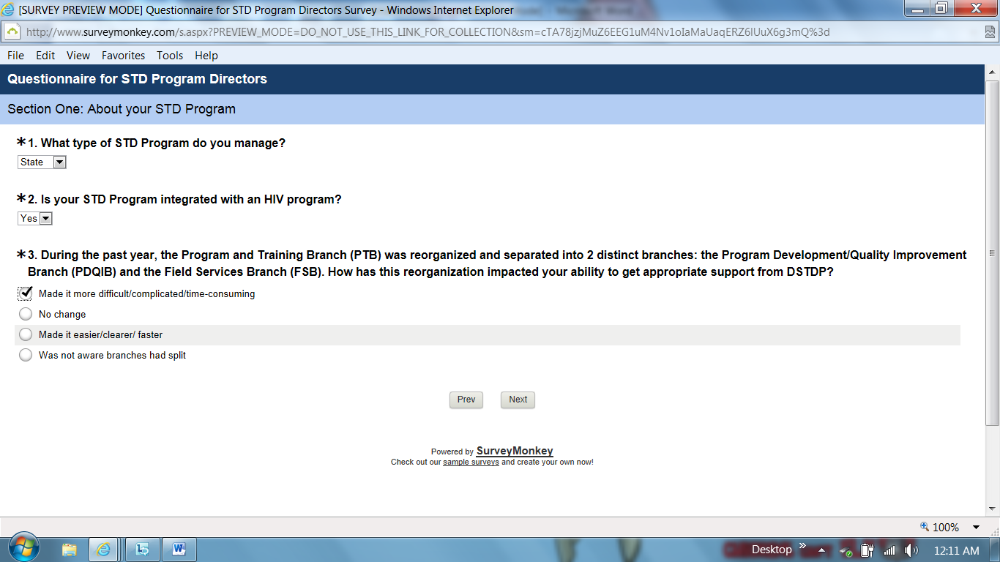 [SURVEY PREVIEW MODE] Questionnaire for STD Program Directors Survey - Windows Internet Explorer
http://www.surveymonkey.com/s.aspx?PREVIEW_MODE=DO_NOT_USE_THIS_LINK_FOR_COLLECTION&sm=cTA78jzjMuZ6EEG1uM4Nv1oIaMaUaqERZ6lUuX6g3mQ%3d
File Edit View Favorites Tools Help
Questionnaire for STD Program Directors
Section One: About your STD Program
*1. What type of STD Program do you manage?
State
*2. Is your STD Program integrated with an HIV program?
Yes
*3. During the past year, the Program and Training Branch (PTB) was reorganized and separated into 2 distinct branches: the Program Development/Quality Improvement
Branch (PDQIB) and the Field Services Branch (FSB). How has this reorganization impacted your ability to get appropriate support from DSTDP?
Made it more difficult/complicated/time-consuming
No change
Made it easier/clearer/ faster
Was not aware branches had split
Prev Next
Powered by SurveyMonkey
Check out our sample surveys and create your own now!
100%
Desktop » 12:11 AM